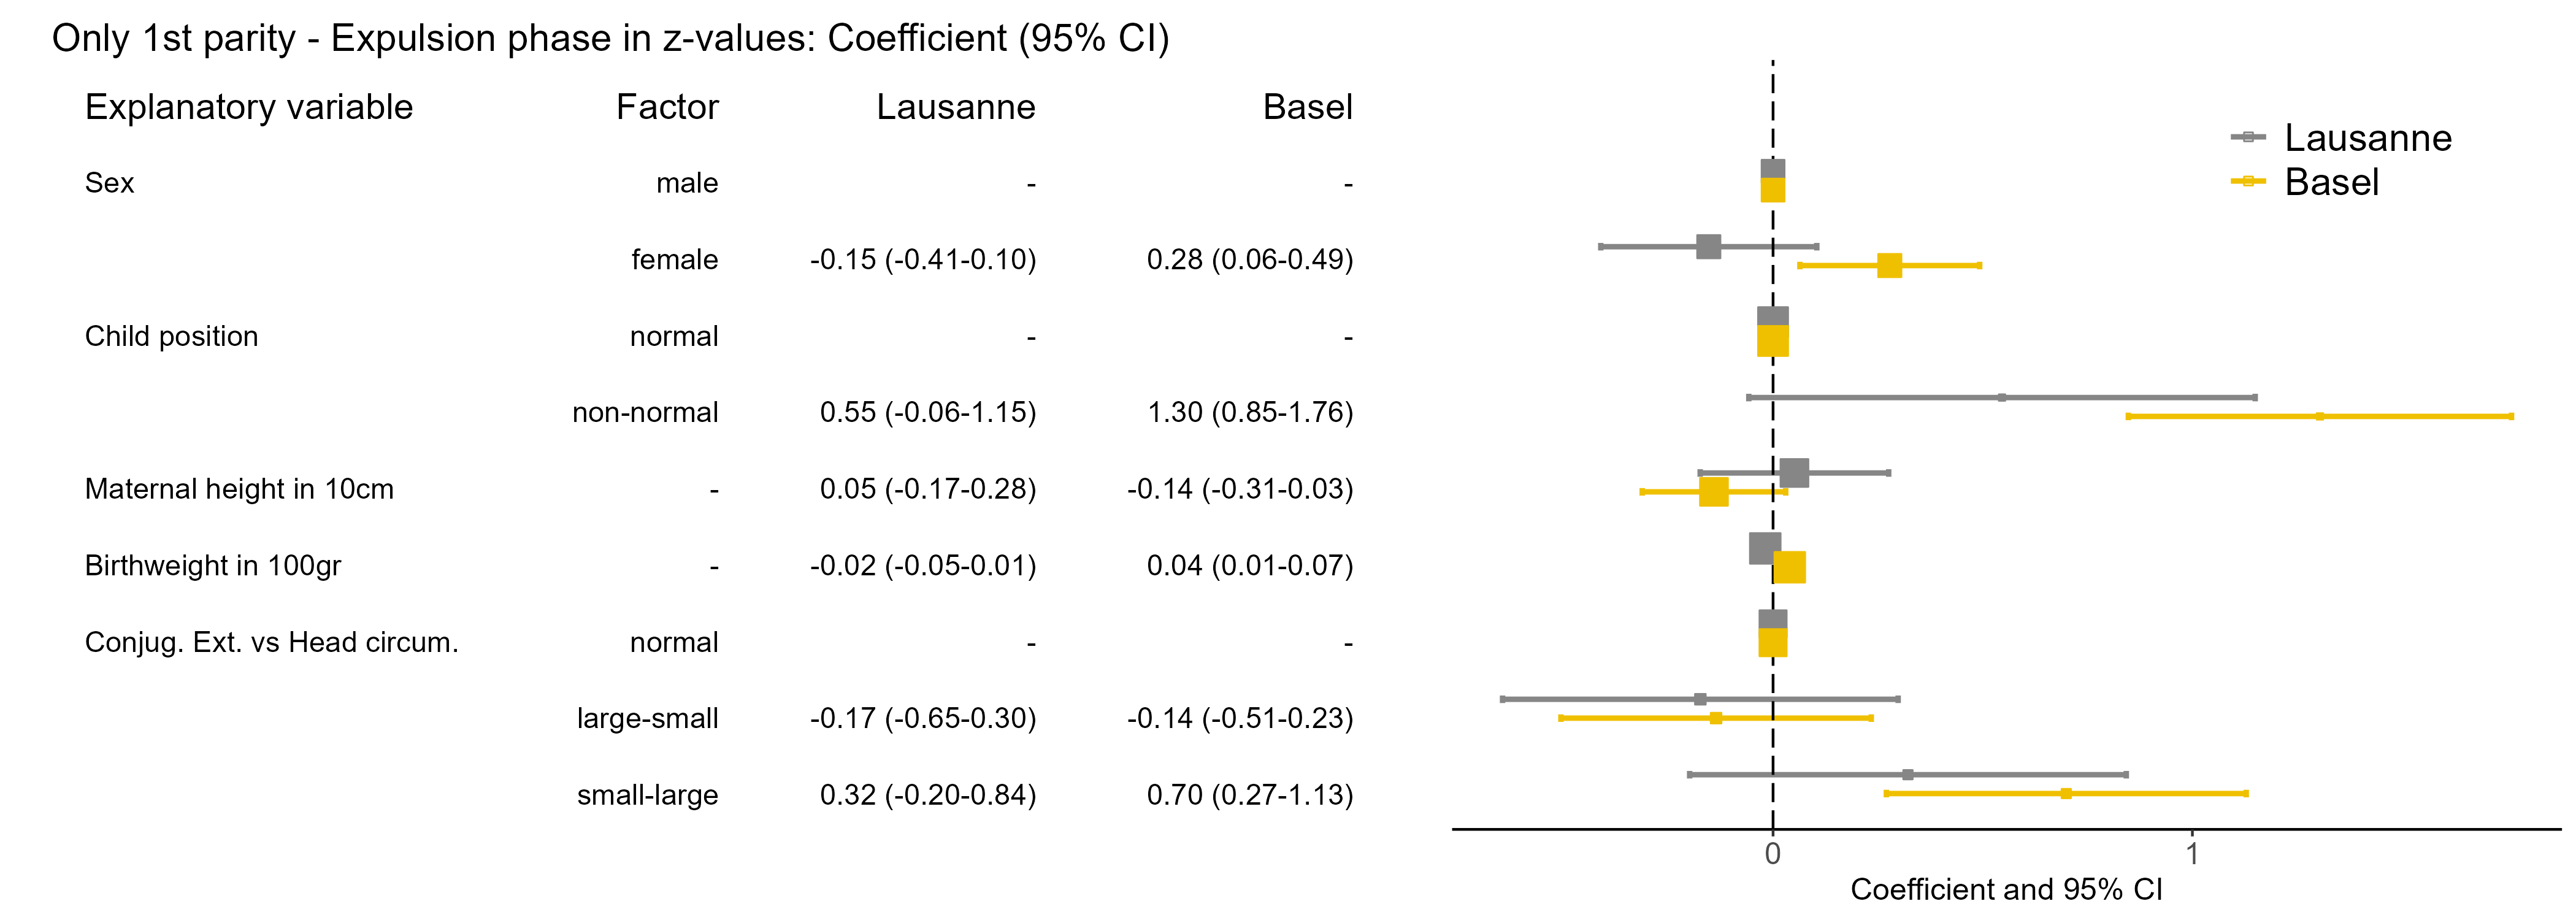 Only 1st parity - Expulsion phase in z-values: Coefficient (95% CI)
Explanatory variable Factor Lausanne Basel
Sex male - -
female -0.15 (-0.41-0.10) 0.28 (0.06-0.49)
Child position normal - -
non-normal 0.55 (-0.06-1.15) 1.30 (0.85-1.76)
Maternal height in 10cm - 0.05 (-0.17-0.28) -0.14 (-0.31-0.03)
Birthweight in 100gr - -0.02 (-0.05-0.01) 0.04 (0.01-0.07)
Conjug. Ext. vs Head circum. normal - -
large-small -0.17 (-0.65-0.30) -0.14 (-0.51-0.23)
small-large 0.32 (-0.20-0.84) 0.70 (0.27-1.13)
Lausanne
Basel
0 1
Coefficient and 95% CI